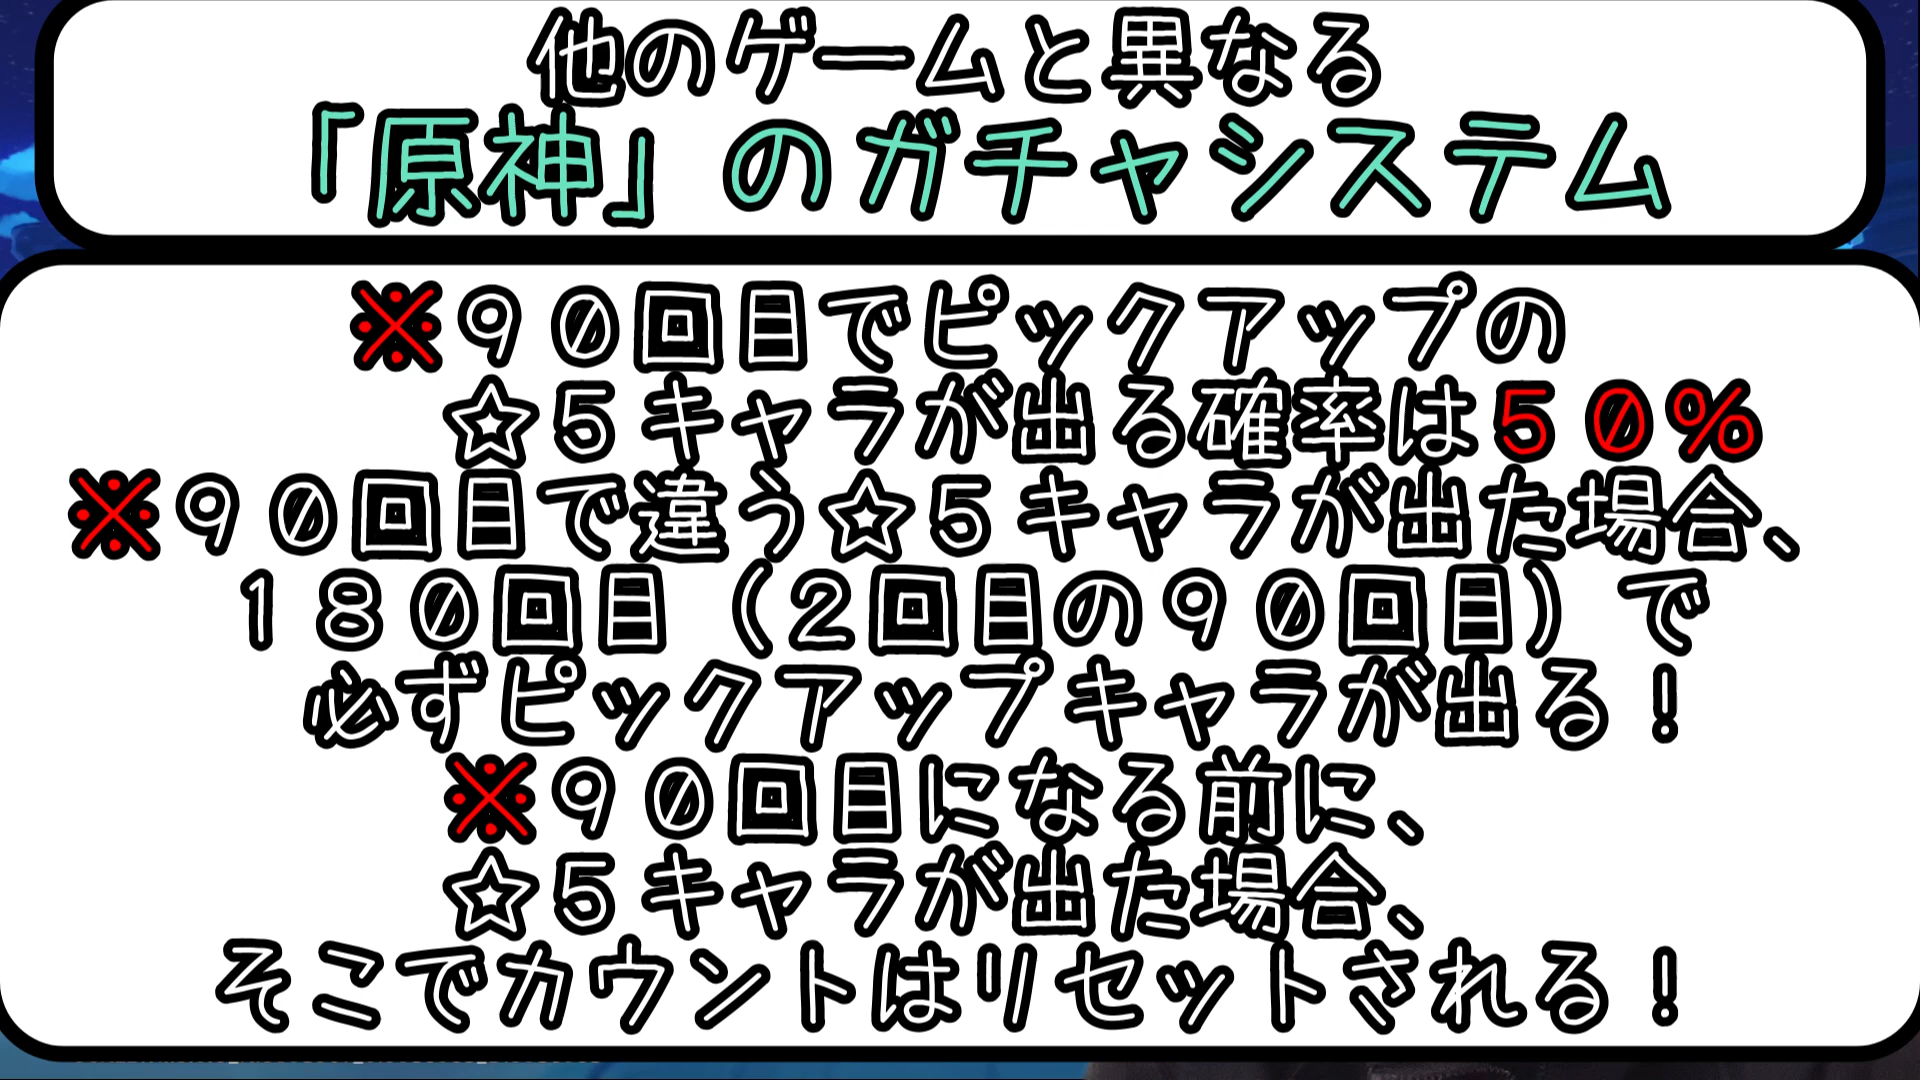 他のゲームと異なる
「原神」のガチャシステム
※９０回目でピックアップの
☆５キャラが出る確率は５０％
※９０回目で違う☆５キャラが出た場合、
１８０回目（２回目の９０回目）で
必ずピックアップキャラが出る！
※９０回目になる前に、
☆５キャラが出た場合、
そこでカウントはリセットされる！